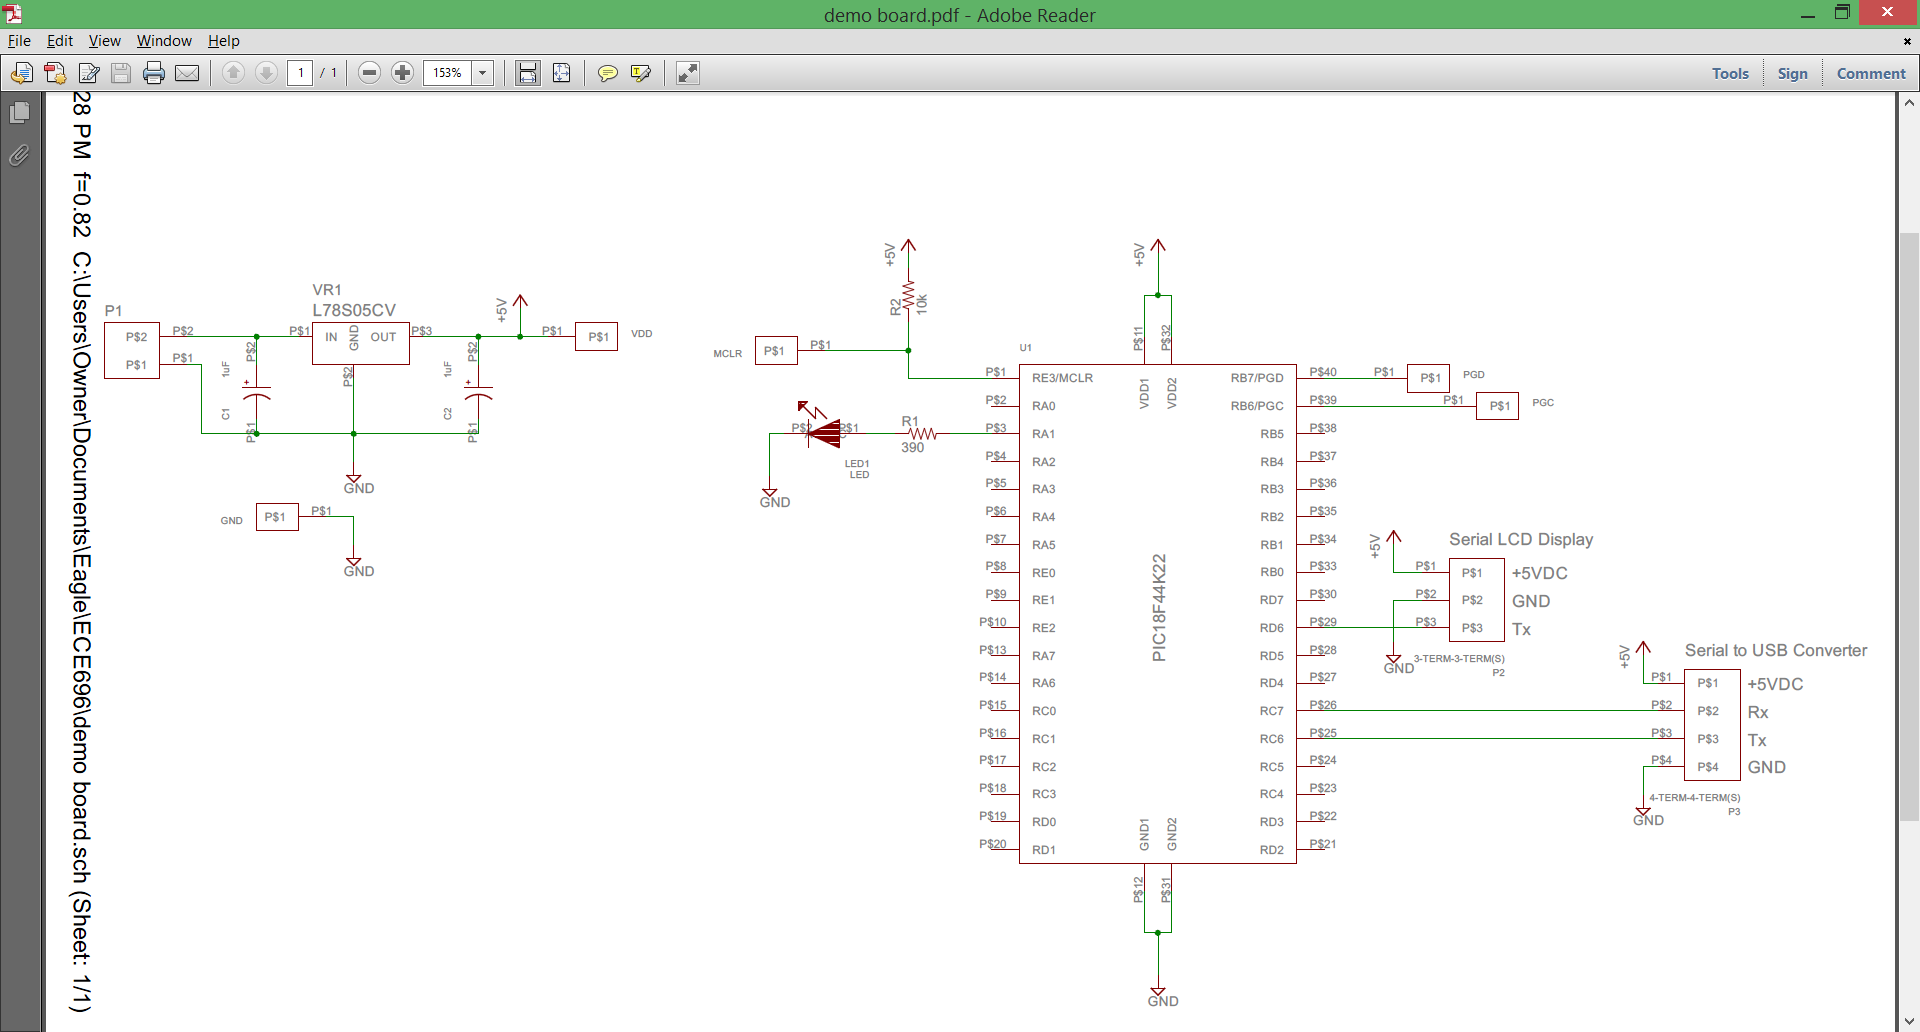 demo board.pdf - Adobe Reader
File Edit View Window Help
1 / 1
153%
Tools Sign Comment
28 PM f=0.82 C:\Users\Owner\Documents\Eagle\ECE696\demo board.sch (Sheet: 1/1)
P1
P$2 P$2
P$1 P$1
VR1
L78S05CV
P$1 IN GND OUT P$3
P$2
P$2
1uF
+
C1
P$1
P$2
1uF
+
C2
P$1
+5V
P$1 P$1 VDD
GND
GND P$1 P$1
GND
+5V
R2
10k
MCLR P$1 P$1
P$2 P$1
LED1
LED
R1
390
GND
+5V
P$11 P$32
U1
PIC18F44K22
VDD1 VDD2
P$1 RE3/MCLR RB7/PGD P$40 P$1 P$1 PGD
P$2 RA0 RB6/PGC P$39 P$1 P$1 PGC
P$3 RA1 RB5 P$38
P$4 RA2 RB4 P$37
P$5 RA3 RB3 P$36
P$6 RA4 RB2 P$35
P$7 RA5 RB1 P$34
P$8 RE0 RB0 P$33
P$9 RE1 RD7 P$30
P$10 RE2 RD6 P$29
P$13 RA7 RD5 P$28
P$14 RA6 RD4 P$27
P$15 RC0 RC7 P$26
P$16 RC1 RC6 P$25
P$17 RC2 RC5 P$24
P$18 RC3 RC4 P$23
P$19 RD0 RD3 P$22
P$20 RD1 RD2 P$21
GND1 GND2
P$12 P$31
GND
Serial LCD Display
+5V
P$1 P$1 +5VDC
P$2 P$2 GND
P$3 P$3 Tx
GND
3-TERM-3-TERM(S)
P2
Serial to USB Converter
+5V
P$1 P$1 +5VDC
P$2 P$2 Rx
P$3 P$3 Tx
P$4 P$4 GND
4-TERM-4-TERM(S)
P3
GND